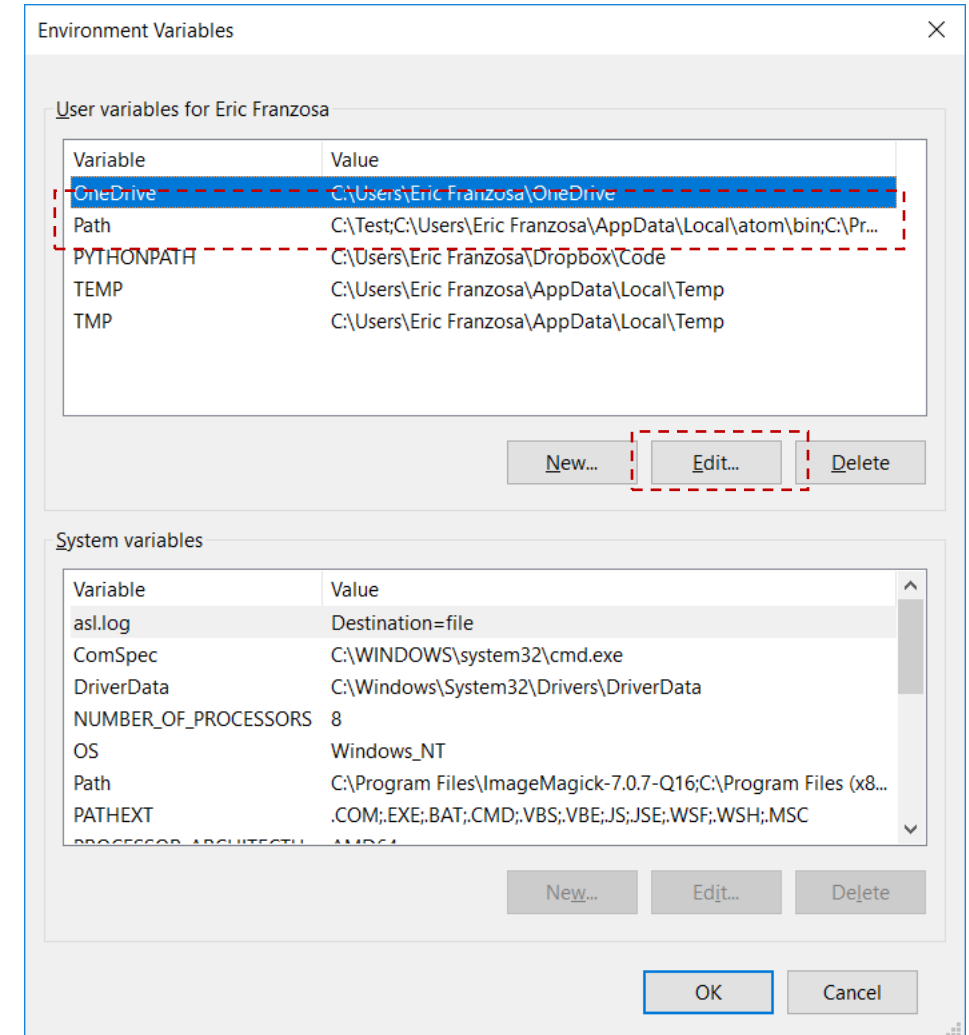 Environment Variables
User variables for Eric Franzosa
Variable Value
OneDrive C:\Users\Eric Franzosa\OneDrive
Path C:\Test;C:\Users\Eric Franzosa\AppData\Local\atom\bin;C:\Pr...
PYTHONPATH C:\Users\Eric Franzosa\Dropbox\Code
TEMP C:\Users\Eric Franzosa\AppData\Local\Temp
TMP C:\Users\Eric Franzosa\AppData\Local\Temp
New... Edit... Delete
System variables
Variable Value
asl.log Destination=file
ComSpec C:\WINDOWS\system32\cmd.exe
DriverData C:\Windows\System32\Drivers\DriverData
NUMBER_OF_PROCESSORS 8
OS Windows_NT
Path C:\Program Files\ImageMagick-7.0.7-Q16;C:\Program Files (x8...
PATHEXT .COM;.EXE;.BAT;.CMD;.VBS;.VBE;.JS;.JSE;.WSF;.WSH;.MSC
New... Edit... Delete
OK Cancel